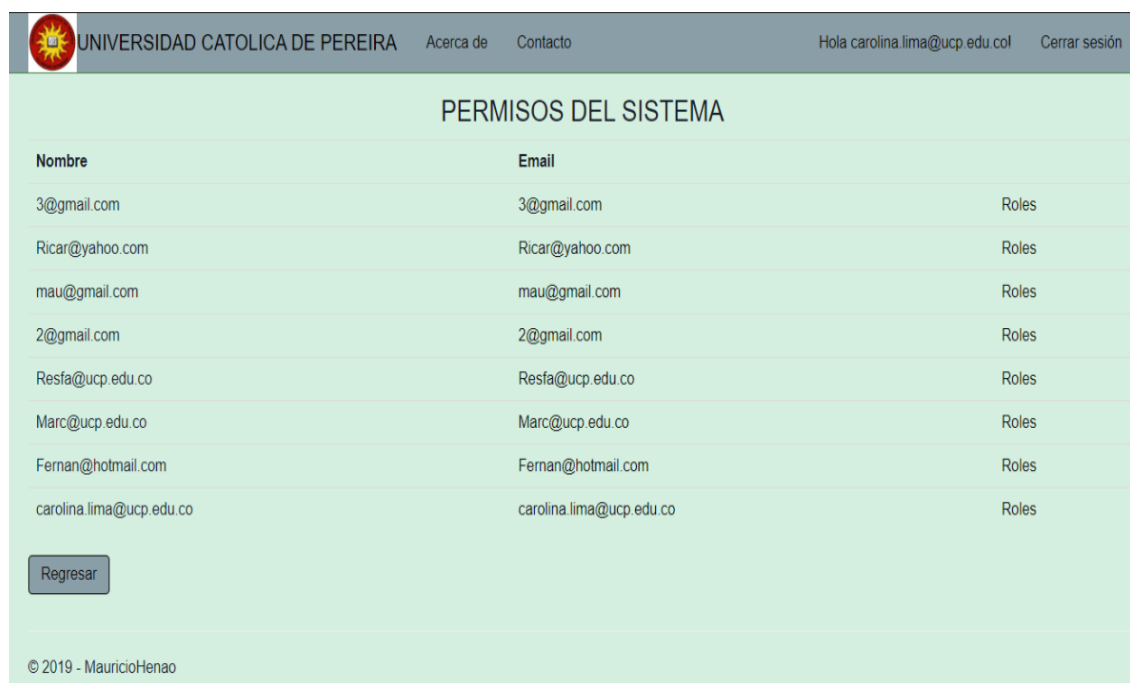 UNIVERSIDAD CATOLICA DE PEREIRA Acerca de Contacto Hola carolina.lima@ucp.edu.co! Cerrar sesión
PERMISOS DEL SISTEMA
Nombre Email
3@gmail.com 3@gmail.com Roles
Ricar@yahoo.com Ricar@yahoo.com Roles
mau@gmail.com mau@gmail.com Roles
2@gmail.com 2@gmail.com Roles
Resfa@ucp.edu.co Resfa@ucp.edu.co Roles
Marc@ucp.edu.co Marc@ucp.edu.co Roles
Fernan@hotmail.com Fernan@hotmail.com Roles
carolina.lima@ucp.edu.co carolina.lima@ucp.edu.co Roles
Regresar
© 2019 - MauricioHenao